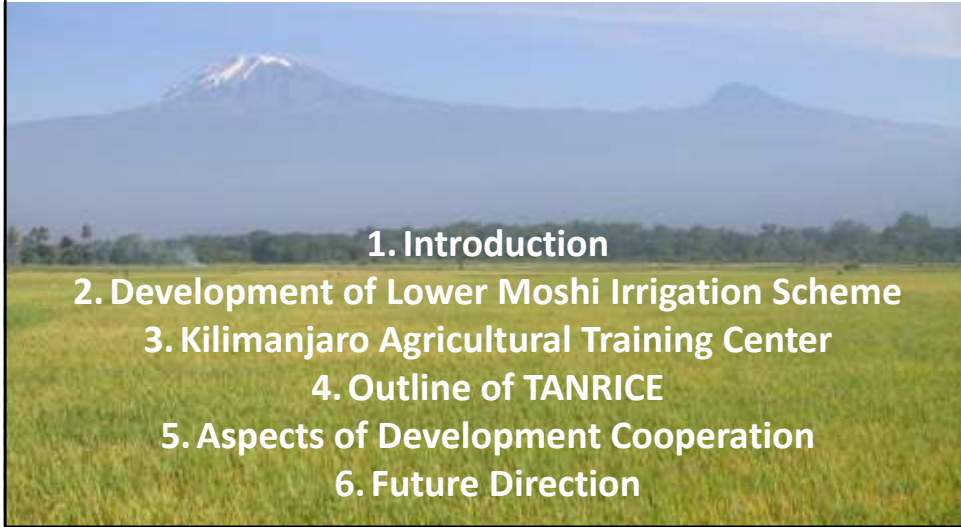 1. Introduction
2. Development of Lower Moshi Irrigation Scheme
3. Kilimanjaro Agricultural Training Center
4. Outline of TANRICE
5. Aspects of Development Cooperation
6. Future Direction